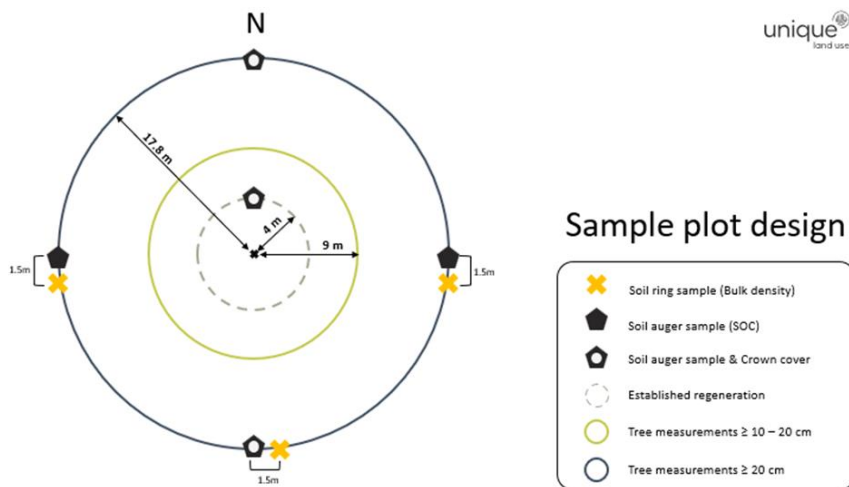 N
unique
land use
17.8 m
4 m
9 m
1.5m
1.5m
1.5m
Sample plot design
Soil ring sample (Bulk density)
Soil auger sample (SOC)
Soil auger sample & Crown cover
Established regeneration
Tree measurements ≥ 10 – 20 cm
Tree measurements ≥ 20 cm